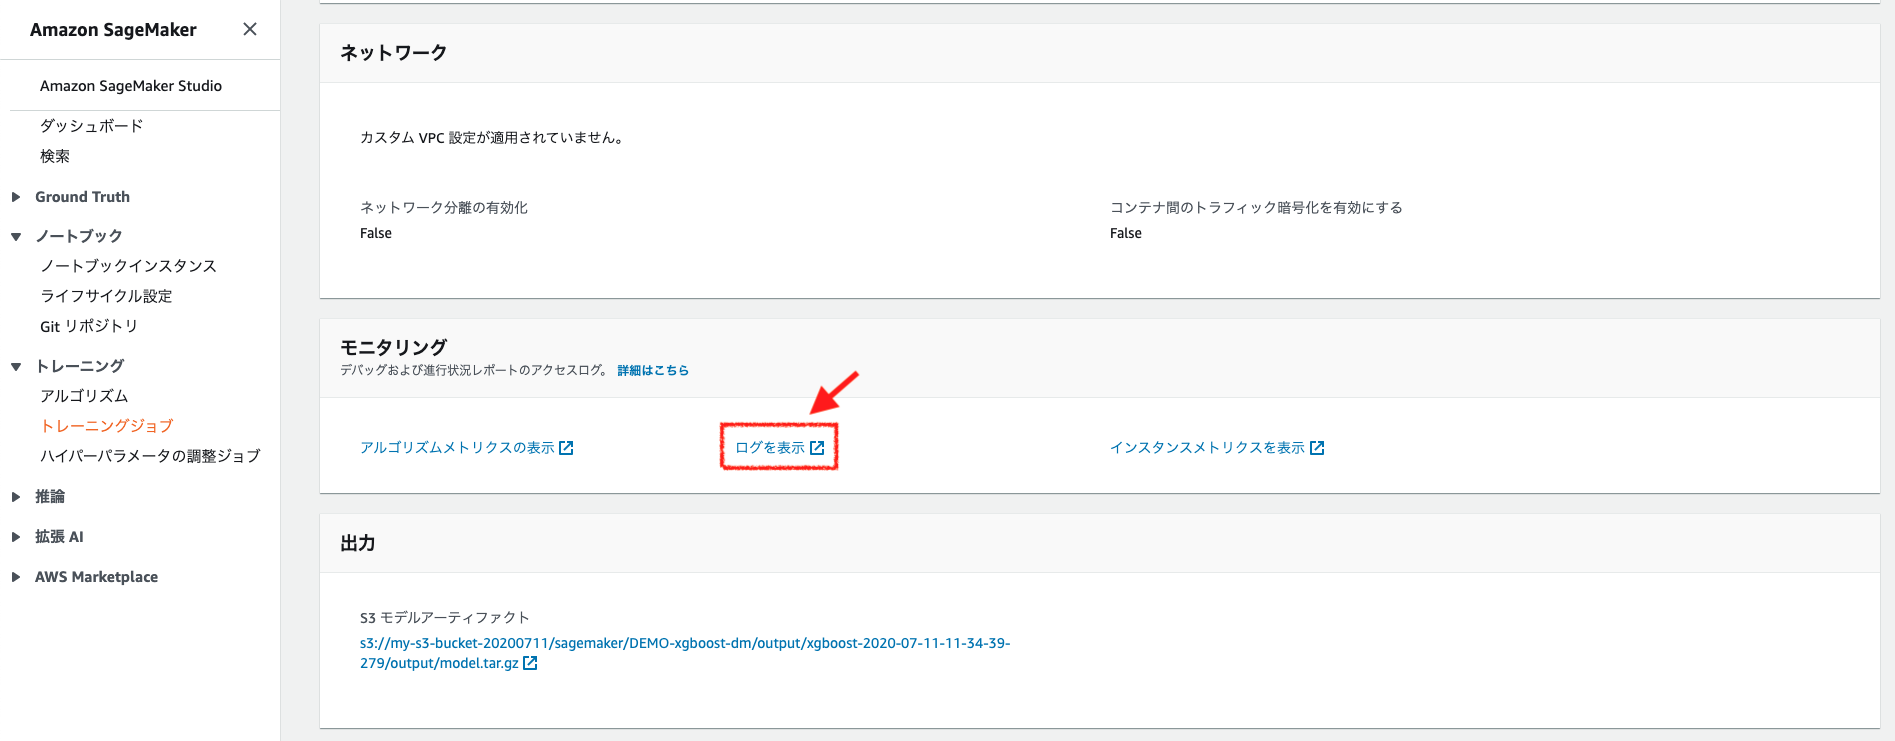 Amazon SageMaker
Amazon SageMaker Studio
ダッシュボード
検索
Ground Truth
ノートブック
ノートブックインスタンス
ライフサイクル設定
Git リポジトリ
トレーニング
アルゴリズム
トレーニングジョブ
ハイパーパラメータの調整ジョブ
推論
拡張 AI
AWS Marketplace
ネットワーク
カスタム VPC 設定が適用されていません。
ネットワーク分離の有効化
False
コンテナ間のトラフィック暗号化を有効にする
False
モニタリング
デバッグおよび進行状況レポートのアクセスログ。 詳細はこちら
アルゴリズムメトリクスの表示
ログを表示
インスタンスメトリクスを表示
出力
S3 モデルアーティファクト
s3://my-s3-bucket-20200711/sagemaker/DEMO-xgboost-dm/output/xgboost-2020-07-11-11-34-39-
279/output/model.tar.gz